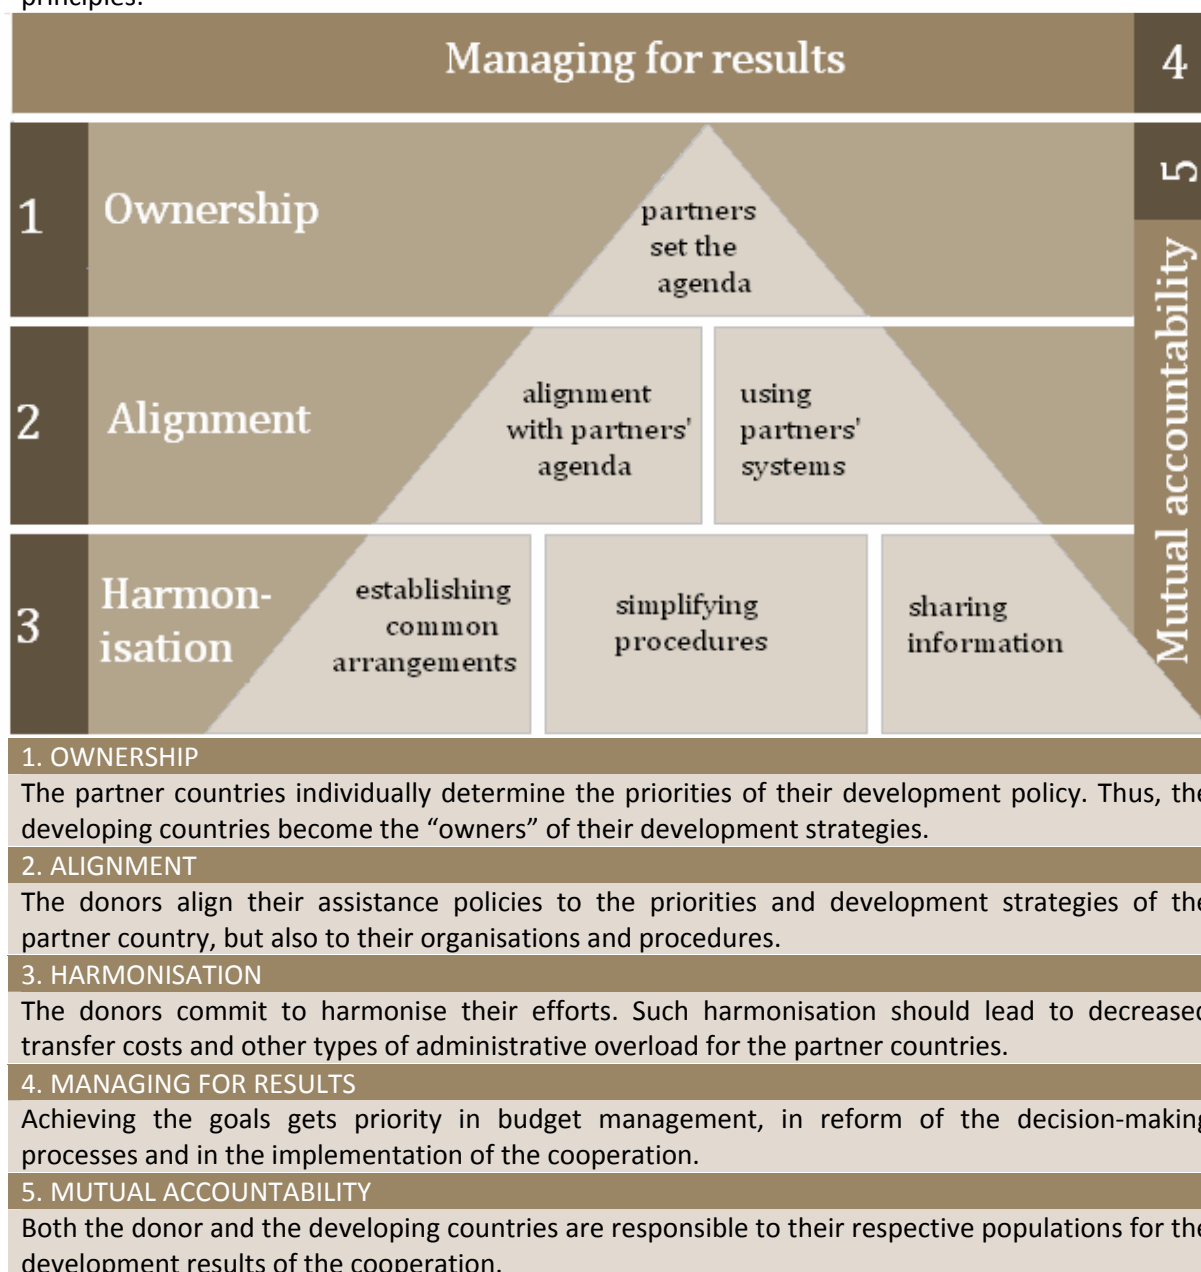 principles.
Managing for results
4
1
Ownership
partners
set the
agenda
5
Mutual accountability
2
Alignment
alignment
with partners'
agenda
using
partners'
systems
3
Harmon-
isation
establishing
common
arrangements
simplifying
procedures
sharing
information
1. OWNERSHIP
The partner countries individually determine the priorities of their development policy. Thus, the
developing countries become the “owners” of their development strategies.
2. ALIGNMENT
The donors align their assistance policies to the priorities and development strategies of the
partner country, but also to their organisations and procedures.
3. HARMONISATION
The donors commit to harmonise their efforts. Such harmonisation should lead to decreased
transfer costs and other types of administrative overload for the partner countries.
4. MANAGING FOR RESULTS
Achieving the goals gets priority in budget management, in reform of the decision-making
processes and in the implementation of the cooperation.
5. MUTUAL ACCOUNTABILITY
Both the donor and the developing countries are responsible to their respective populations for the
development results of the cooperation.